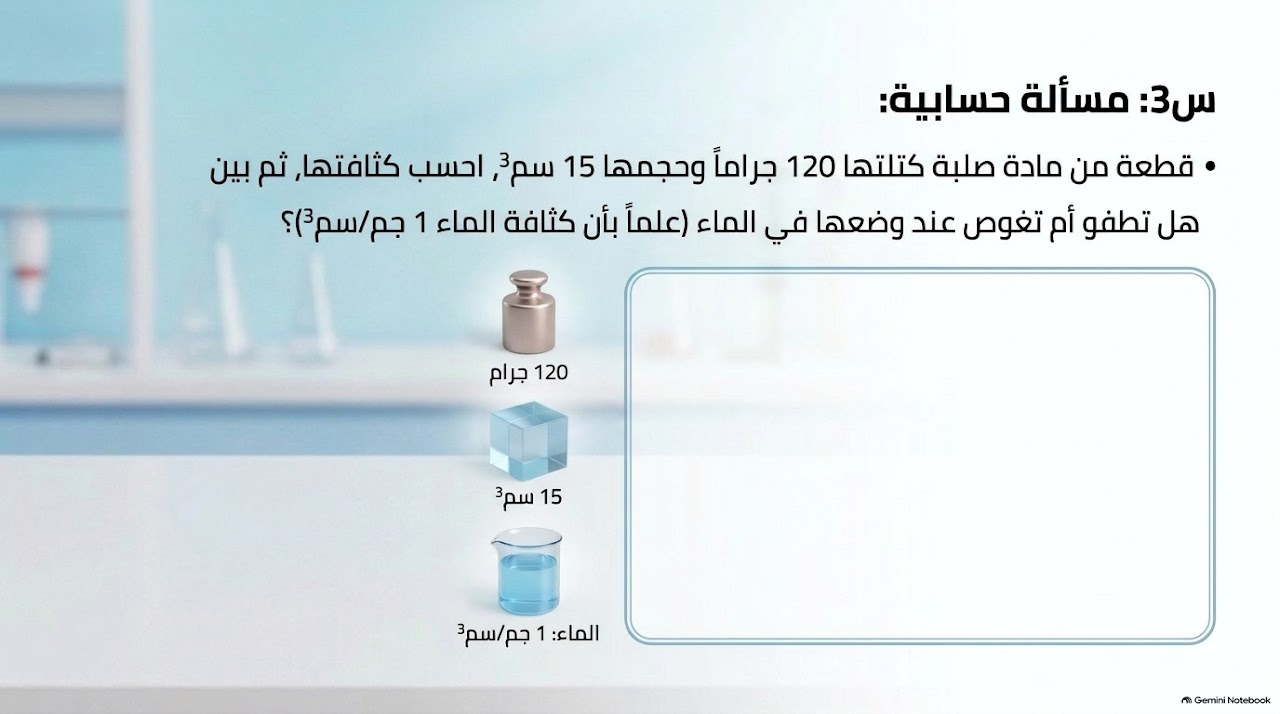 س3: مسألة حسابية:
• قطعة من مادة صلبة كتلتها 120 جراماً وحجمها 15 سم³, احسب كثافتها, ثم بين
هل تطفو أم تغوص عند وضعها في الماء (علماً بأن كثافة الماء 1 جم/سم³)؟
120 جرام
15 سم³
الماء: 1 جم/سم³
Gemini Notebook